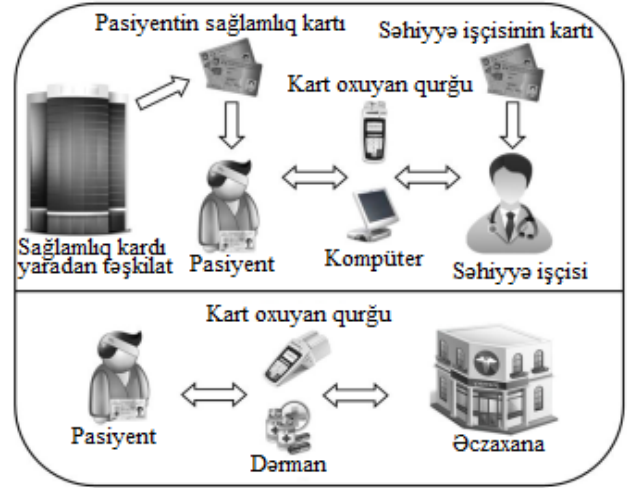 Pasiyentin sağlamlıq kartı
Səhiyyə işçisinin kartı
Kart oxuyan qurğu
Sağlamlıq kardı
yaradan təşkilat
Pasiyent
Kompüter
Səhiyyə işçisi
Kart oxuyan qurğu
Pasiyent
Dərman
Əczaxana